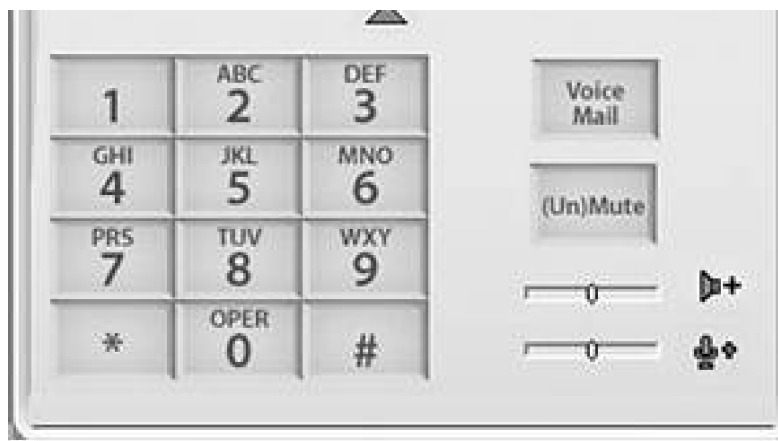 ABC DEF
1 2 3
GHI JKL MNO
4 5 6
PRS TUV WXY
7 8 9
OPER
* 0 #
Voice
Mail
(Un)Mute